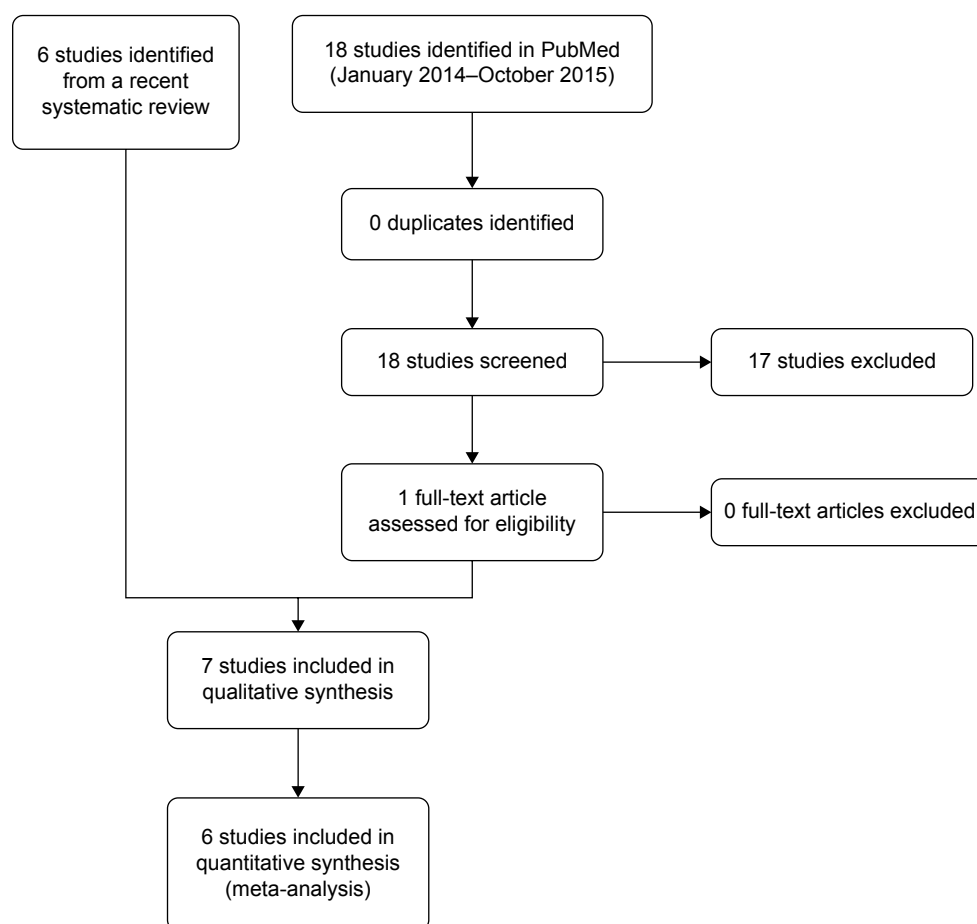 6 studies identified
from a recent
systematic review
18 studies identified in PubMed
(January 2014–October 2015)
0 duplicates identified
18 studies screened
17 studies excluded
1 full-text article
assessed for eligibility
0 full-text articles excluded
7 studies included in
qualitative synthesis
6 studies included in
quantitative synthesis
(meta-analysis)